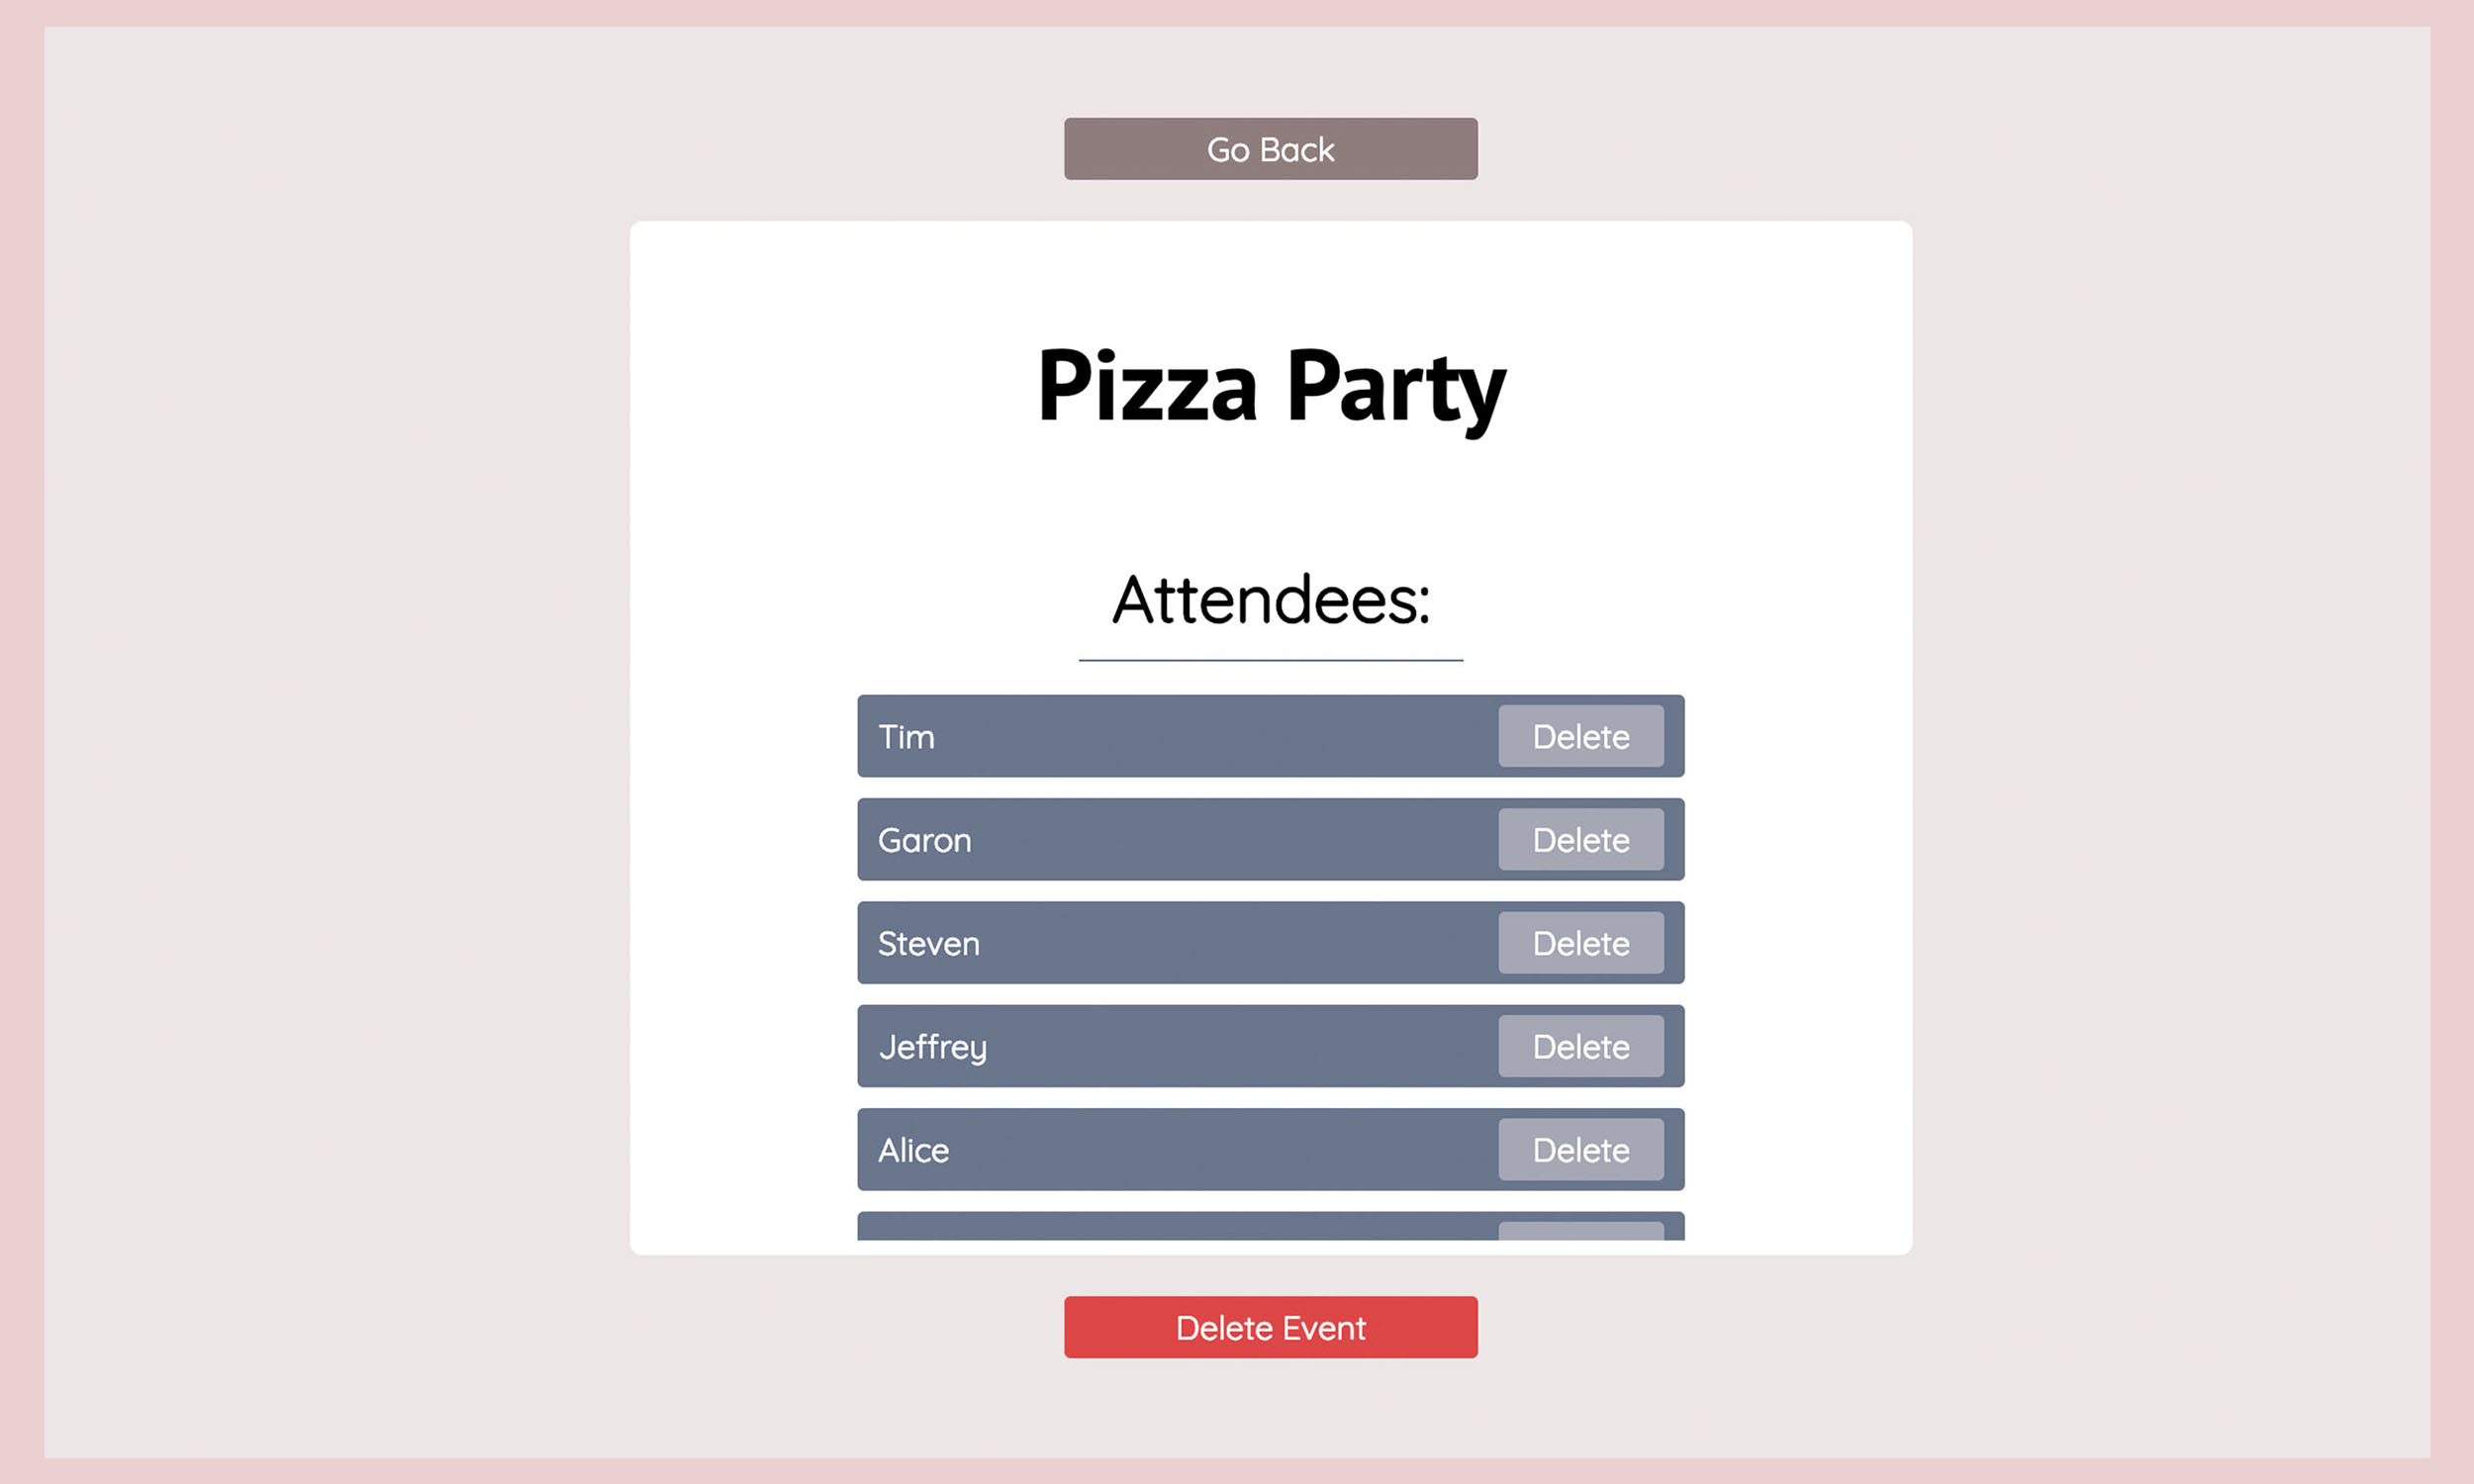 Go Back
Pizza Party
Attendees:
Tim Delete
Garon Delete
Steven Delete
Jeffrey Delete
Alice Delete
Delete Event